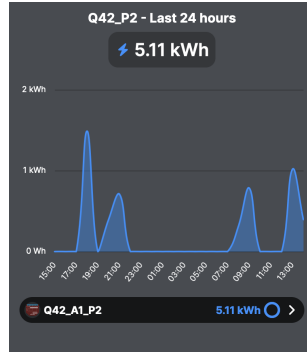 Q42_P2 - Last 24 hours
5.11 kWh
2 kWh
1 kWh
0 Wh
15:00 17:00 19:00 21:00 23:00 01:00 03:00 05:00 07:00 09:00 11:00 13:00
Q42_A1_P2 5.11 kWh